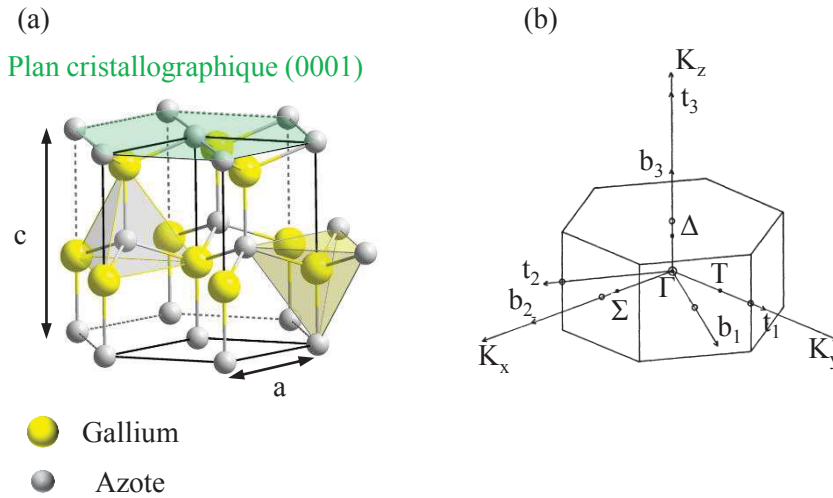 (a)
Plan cristallographique (0001)
c
a
Gallium
Azote
(b)
K_z
t_3
b_3
Δ
t_2
Γ
T
b_2
Σ
b_1
t_1
K_x
K_y